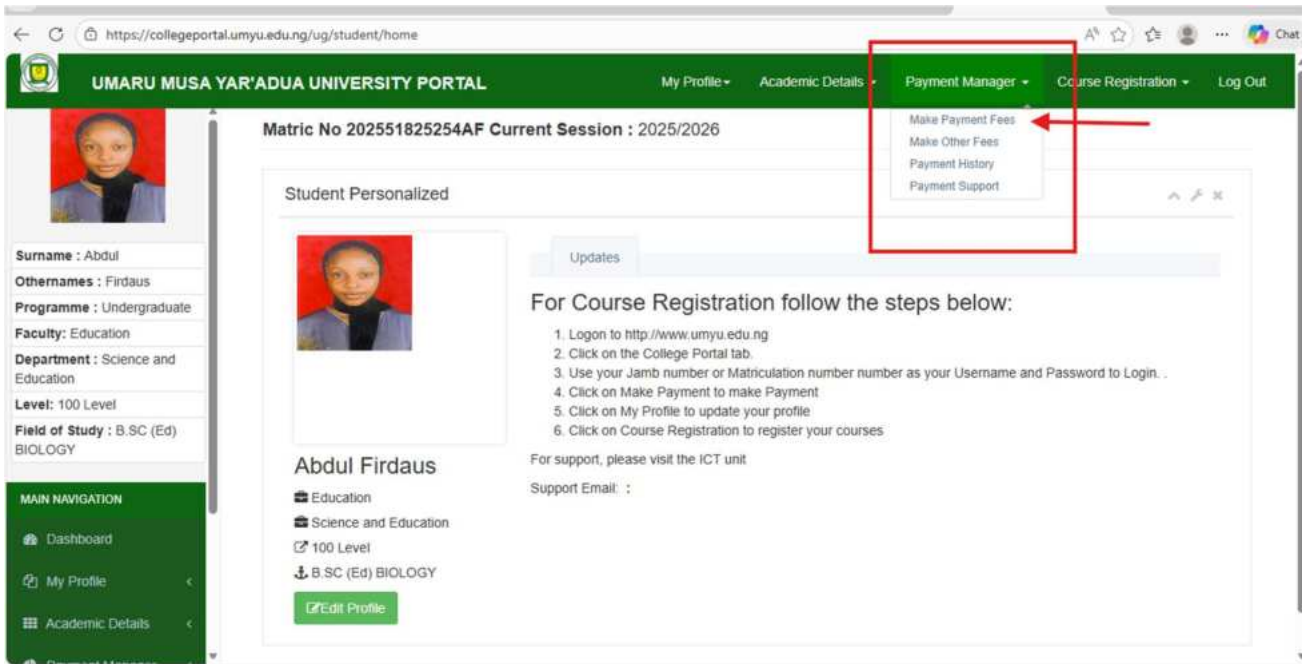 https://collegeportal.umyu.edu.ng/ug/student/home
Chat
UMARU MUSA YAR'ADUA UNIVERSITY PORTAL
My Profile
Academic Details
Payment Manager
Course Registration
Log Out
Make Payment Fees
Make Other Fees
Payment History
Payment Support
Matric No 202551825254AF Current Session : 2025/2026
Surname : Abdul
Othernames : Firdaus
Programme : Undergraduate
Faculty: Education
Department : Science and
Education
Level: 100 Level
Field of Study : B.SC (Ed)
BIOLOGY
MAIN NAVIGATION
Dashboard
My Profile
Academic Details
Payment Manager
Student Personalized
Abdul Firdaus
Education
Science and Education
100 Level
B.SC (Ed) BIOLOGY
Edit Profile
Updates
For Course Registration follow the steps below:
1. Logon to http://www.umyu.edu.ng
2. Click on the College Portal tab.
3. Use your Jamb number or Matriculation number number as your Username and Password to Login. .
4. Click on Make Payment to make Payment
5. Click on My Profile to update your profile
6. Click on Course Registration to register your courses
For support, please visit the ICT unit
Support Email: :